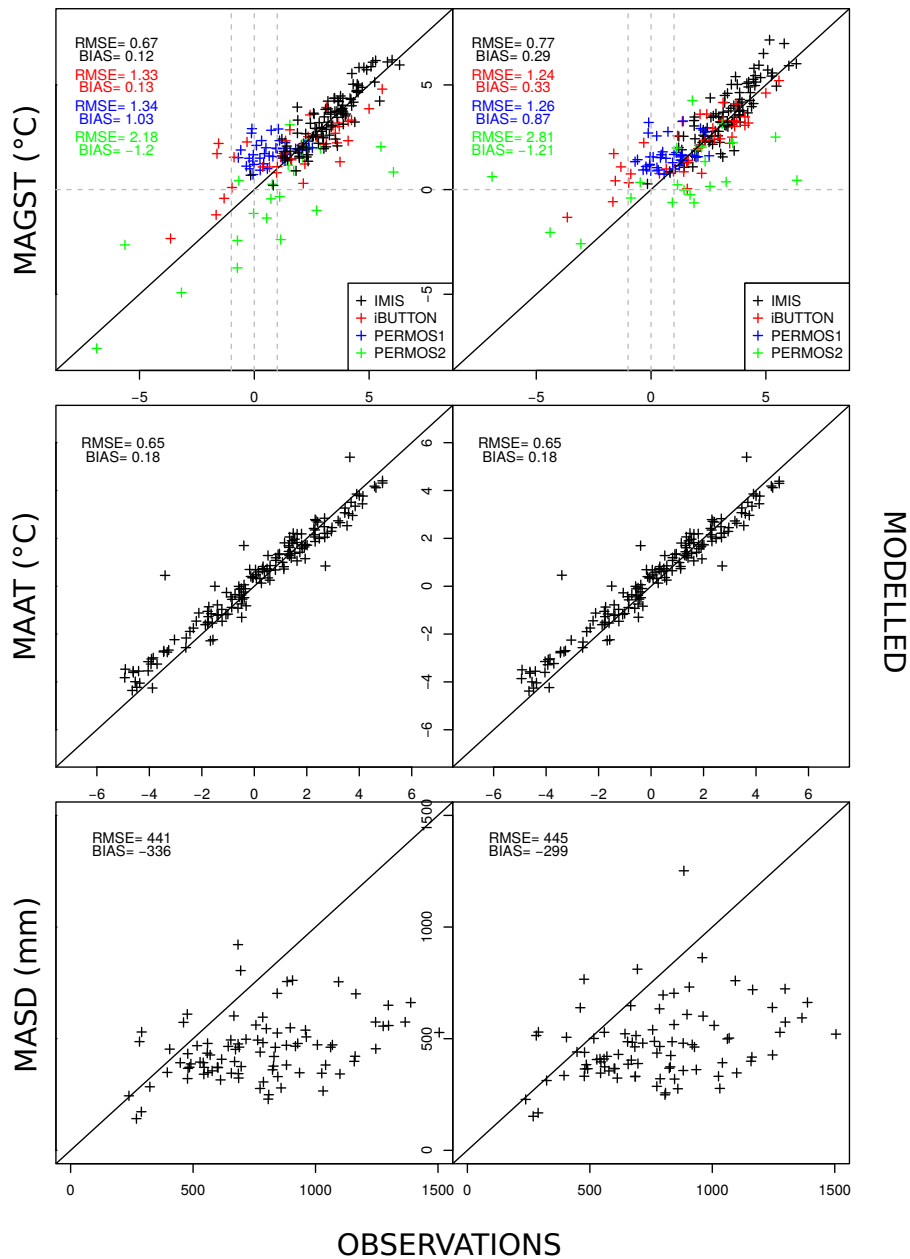 RMSE= 0.67
BIAS= 0.12
RMSE= 1.33
BIAS= 0.13
RMSE= 1.34
BIAS= 1.03
RMSE= 2.18
BIAS= −1.2
IMIS
iBUTTON
PERMOS1
PERMOS2
−5 0 5
MAGST (°C)
RMSE= 0.77
BIAS= 0.29
RMSE= 1.24
BIAS= 0.33
RMSE= 1.26
BIAS= 0.87
RMSE= 2.81
BIAS= −1.21
5
0
−5
IMIS
iBUTTON
PERMOS1
PERMOS2
−5 0 5
RMSE= 0.65
BIAS= 0.18
MAAT (°C)
−6 −4 −2 0 2 4 6
RMSE= 0.65
BIAS= 0.18
6
4
2
0
−2
−4
−6
−6 −4 −2 0 2 4 6
MODELLED
RMSE= 441
BIAS= −336
MASD (mm)
0 500 1000 1500
RMSE= 445
BIAS= −299
1500
1000
500
0
0 500 1000 1500
OBSERVATIONS